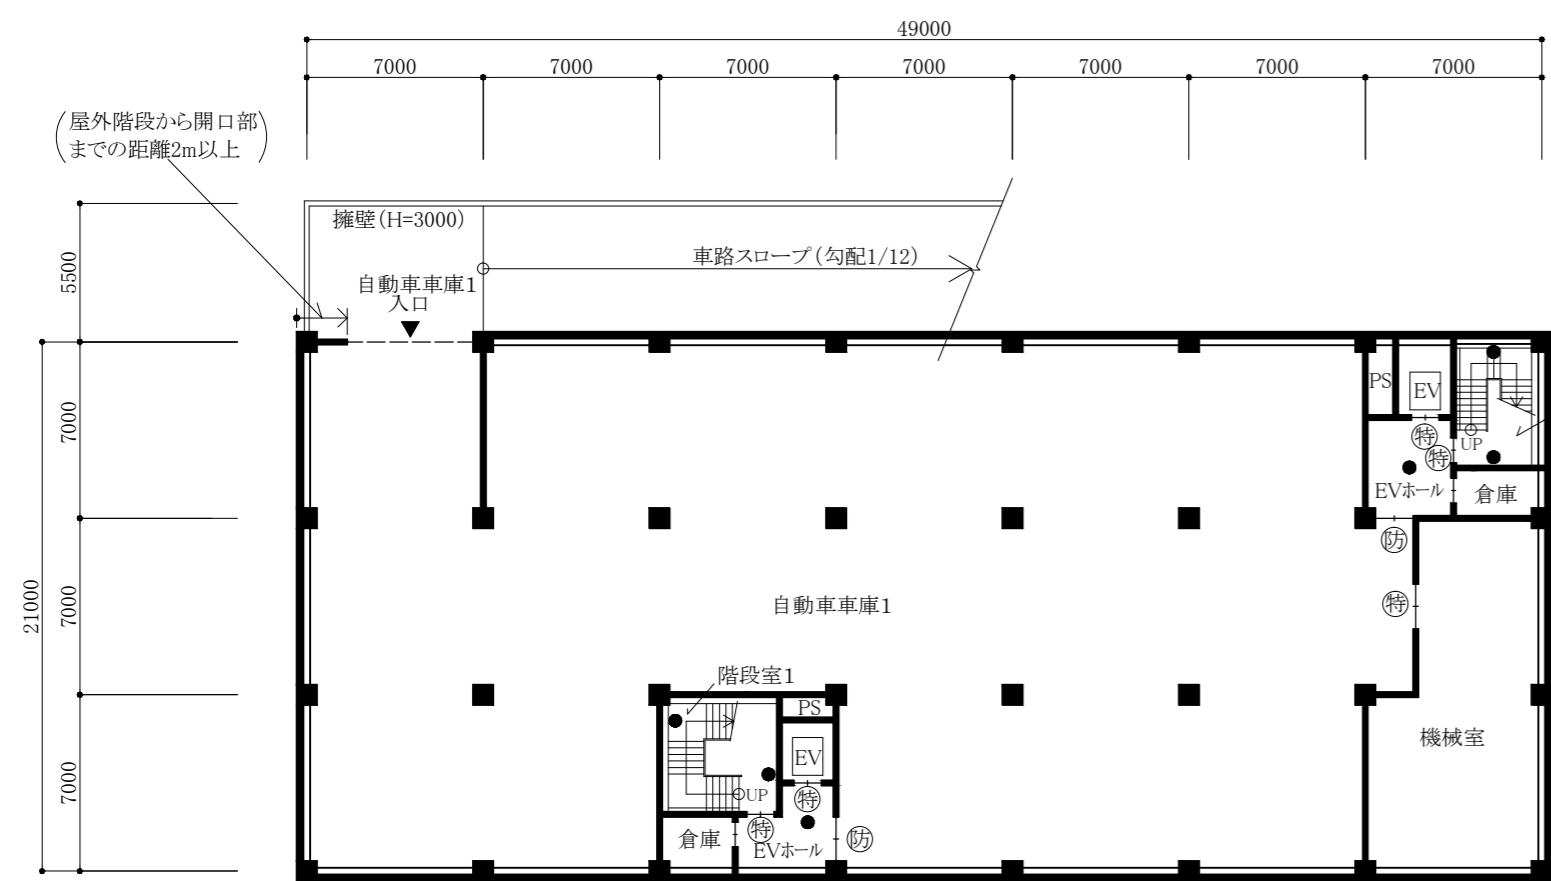 49000
7000
7000
7000
7000
7000
7000
7000
屋外階段から開口部
までの距離2m以上
擁壁(H=3000)
車路スロープ(勾配1/12)
自動車車庫1
入口
5500
7000
21000
7000
7000
PS
EV
特
特
UP
EVホール
倉庫
防
特
自動車車庫1
階段室1
PS
EV
UP
特
特
倉庫
EVホール
防
機械室